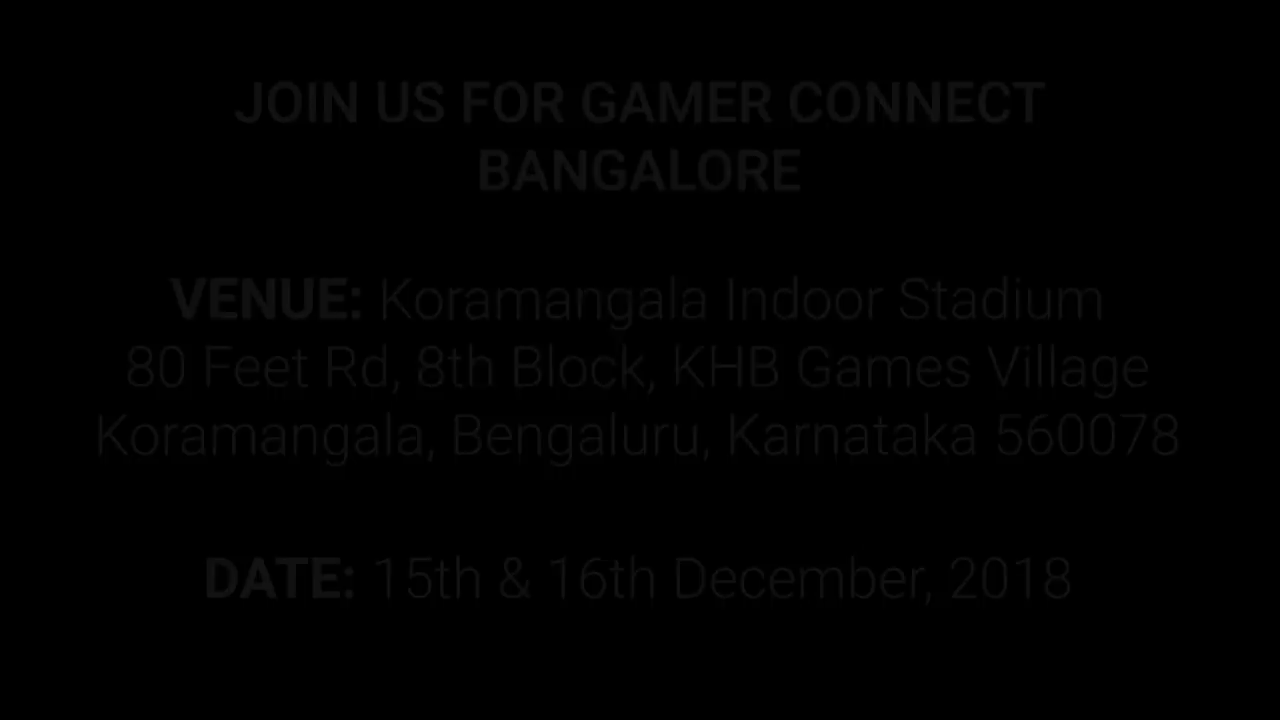 JOIN US FOR GAMER CONNECT
BANGALORE
VENUE: Koramangala Indoor Stadium
80 Feet Rd, 8th Block, KHB Games Village
Koramangala, Bengaluru, Karnataka 560078
DATE: 15th & 16th December, 2018